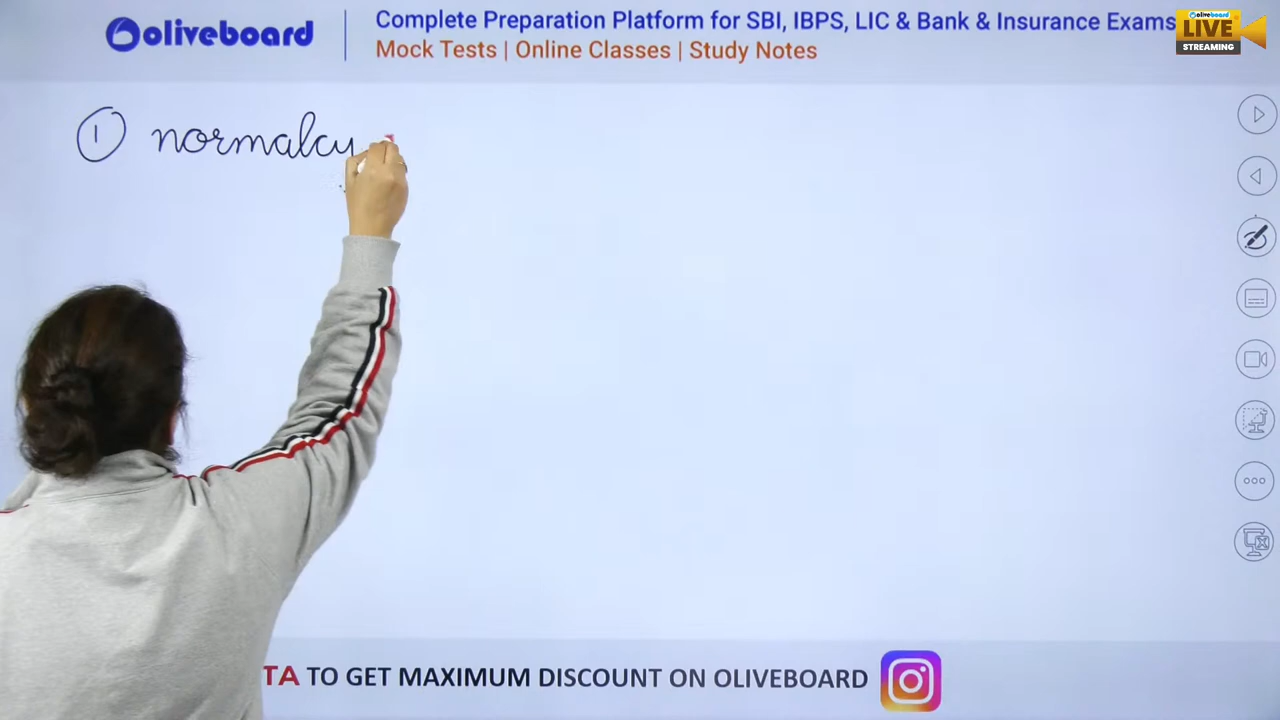 oliveboard
Complete Preparation Platform for SBI, IBPS, LIC & Bank & Insurance Exams
Mock Tests | Online Classes | Study Notes
oliveboard
LIVE
STREAMING
1 normalcy
TA TO GET MAXIMUM DISCOUNT ON OLIVEBOARD